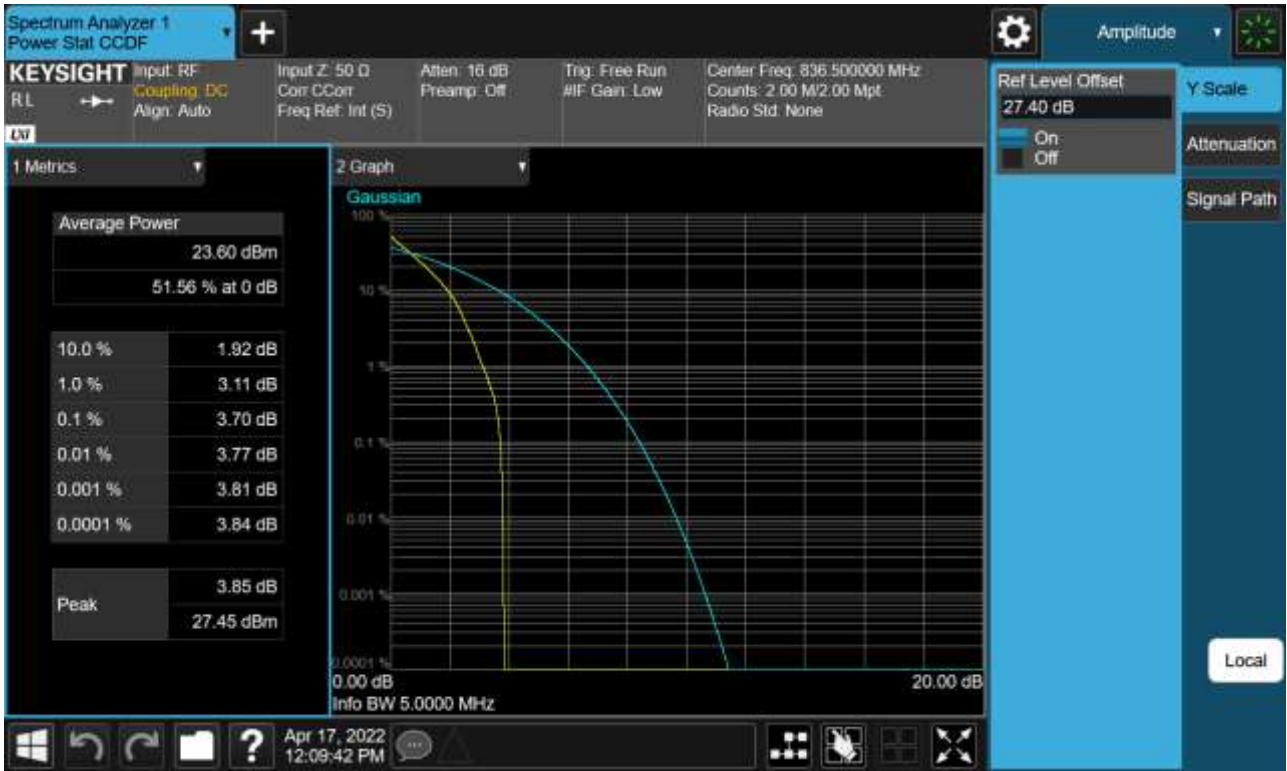 Spectrum Analyzer 1
Power Stat CCDF
Amplitude
KEYSIGHT
RL
LXI
Input: RF
Coupling: DC
Align: Auto
Input Z: 50 Ω
Corr CCorr
Freq Ref: Int (S)
Atten: 16 dB
Preamp: Off
Trig: Free Run
#IF Gain: Low
Center Freq: 836.500000 MHz
Counts: 2.00 M/2.00 Mpt
Radio Std: None
Ref Level Offset
27.40 dB
On
Off
Y Scale
Attenuation
Signal Path
Local
1 Metrics
Average Power
23.60 dBm
51.56 % at 0 dB
10.0 % 1.92 dB
1.0 % 3.11 dB
0.1 % 3.70 dB
0.01 % 3.77 dB
0.001 % 3.81 dB
0.0001 % 3.84 dB
Peak
3.85 dB
27.45 dBm
2 Graph
Gaussian
100 %
10 %
1 %
0.1 %
0.01 %
0.001 %
0.0001 %
0.00 dB 20.00 dB
Info BW 5.0000 MHz
Apr 17, 2022
12:09:42 PM